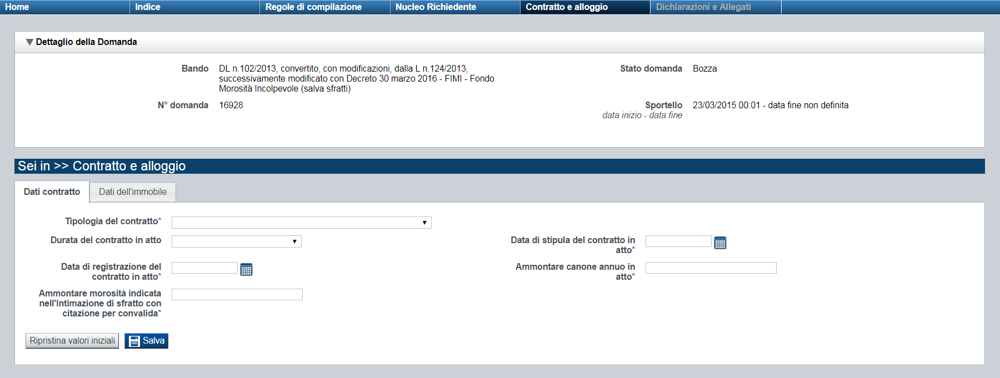 Home
Indice
Regole di compilazione
Nucleo Richiedente
Contratto e alloggio
Dichiarazioni e Allegati
Dettaglio della Domanda
Bando
DL n.102/2013, convertito, con modificazioni, dalla L n.124/2013,
successivamente modificato con Decreto 30 marzo 2016 - FIMI - Fondo
Morosità Incolpevole (salva sfratti)
Stato domanda
Bozza
N° domanda
16928
Sportello
data inizio - data fine
23/03/2015 00:01 - data fine non definita
Sei in >> Contratto e alloggio
Dati contratto
Dati dell'immobile
Tipologia del contratto*
Durata del contratto in atto
Data di stipula del contratto in
atto*
Data di registrazione del
contratto in atto*
Ammontare canone annuo in
atto*
Ammontare morosità indicata
nell'Intimazione di sfratto con
citazione per convalida*
Ripristina valori iniziali
Salva